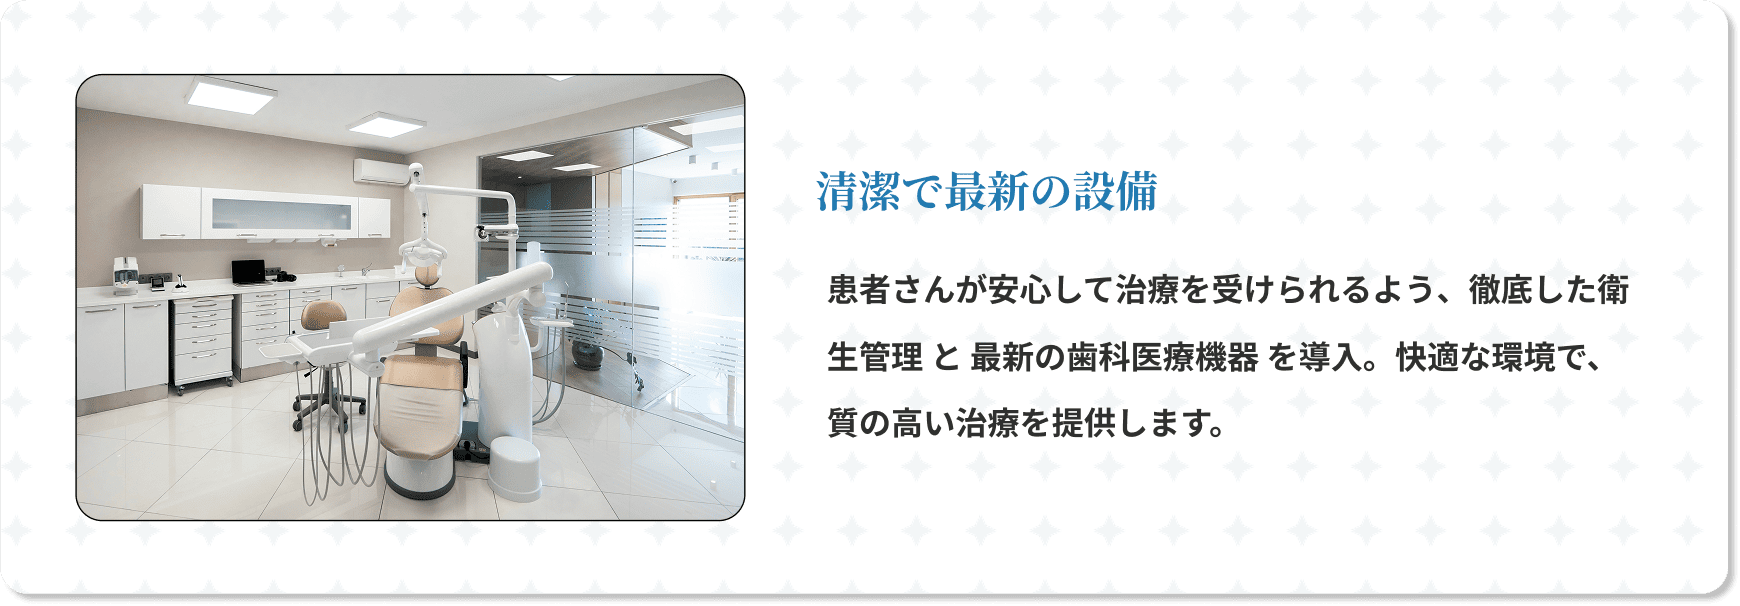 清潔で最新の設備
患者さんが安心して治療を受けられるよう、徹底した衛
生管理 と 最新の歯科医療機器 を導入。快適な環境で、
質の高い治療を提供します。